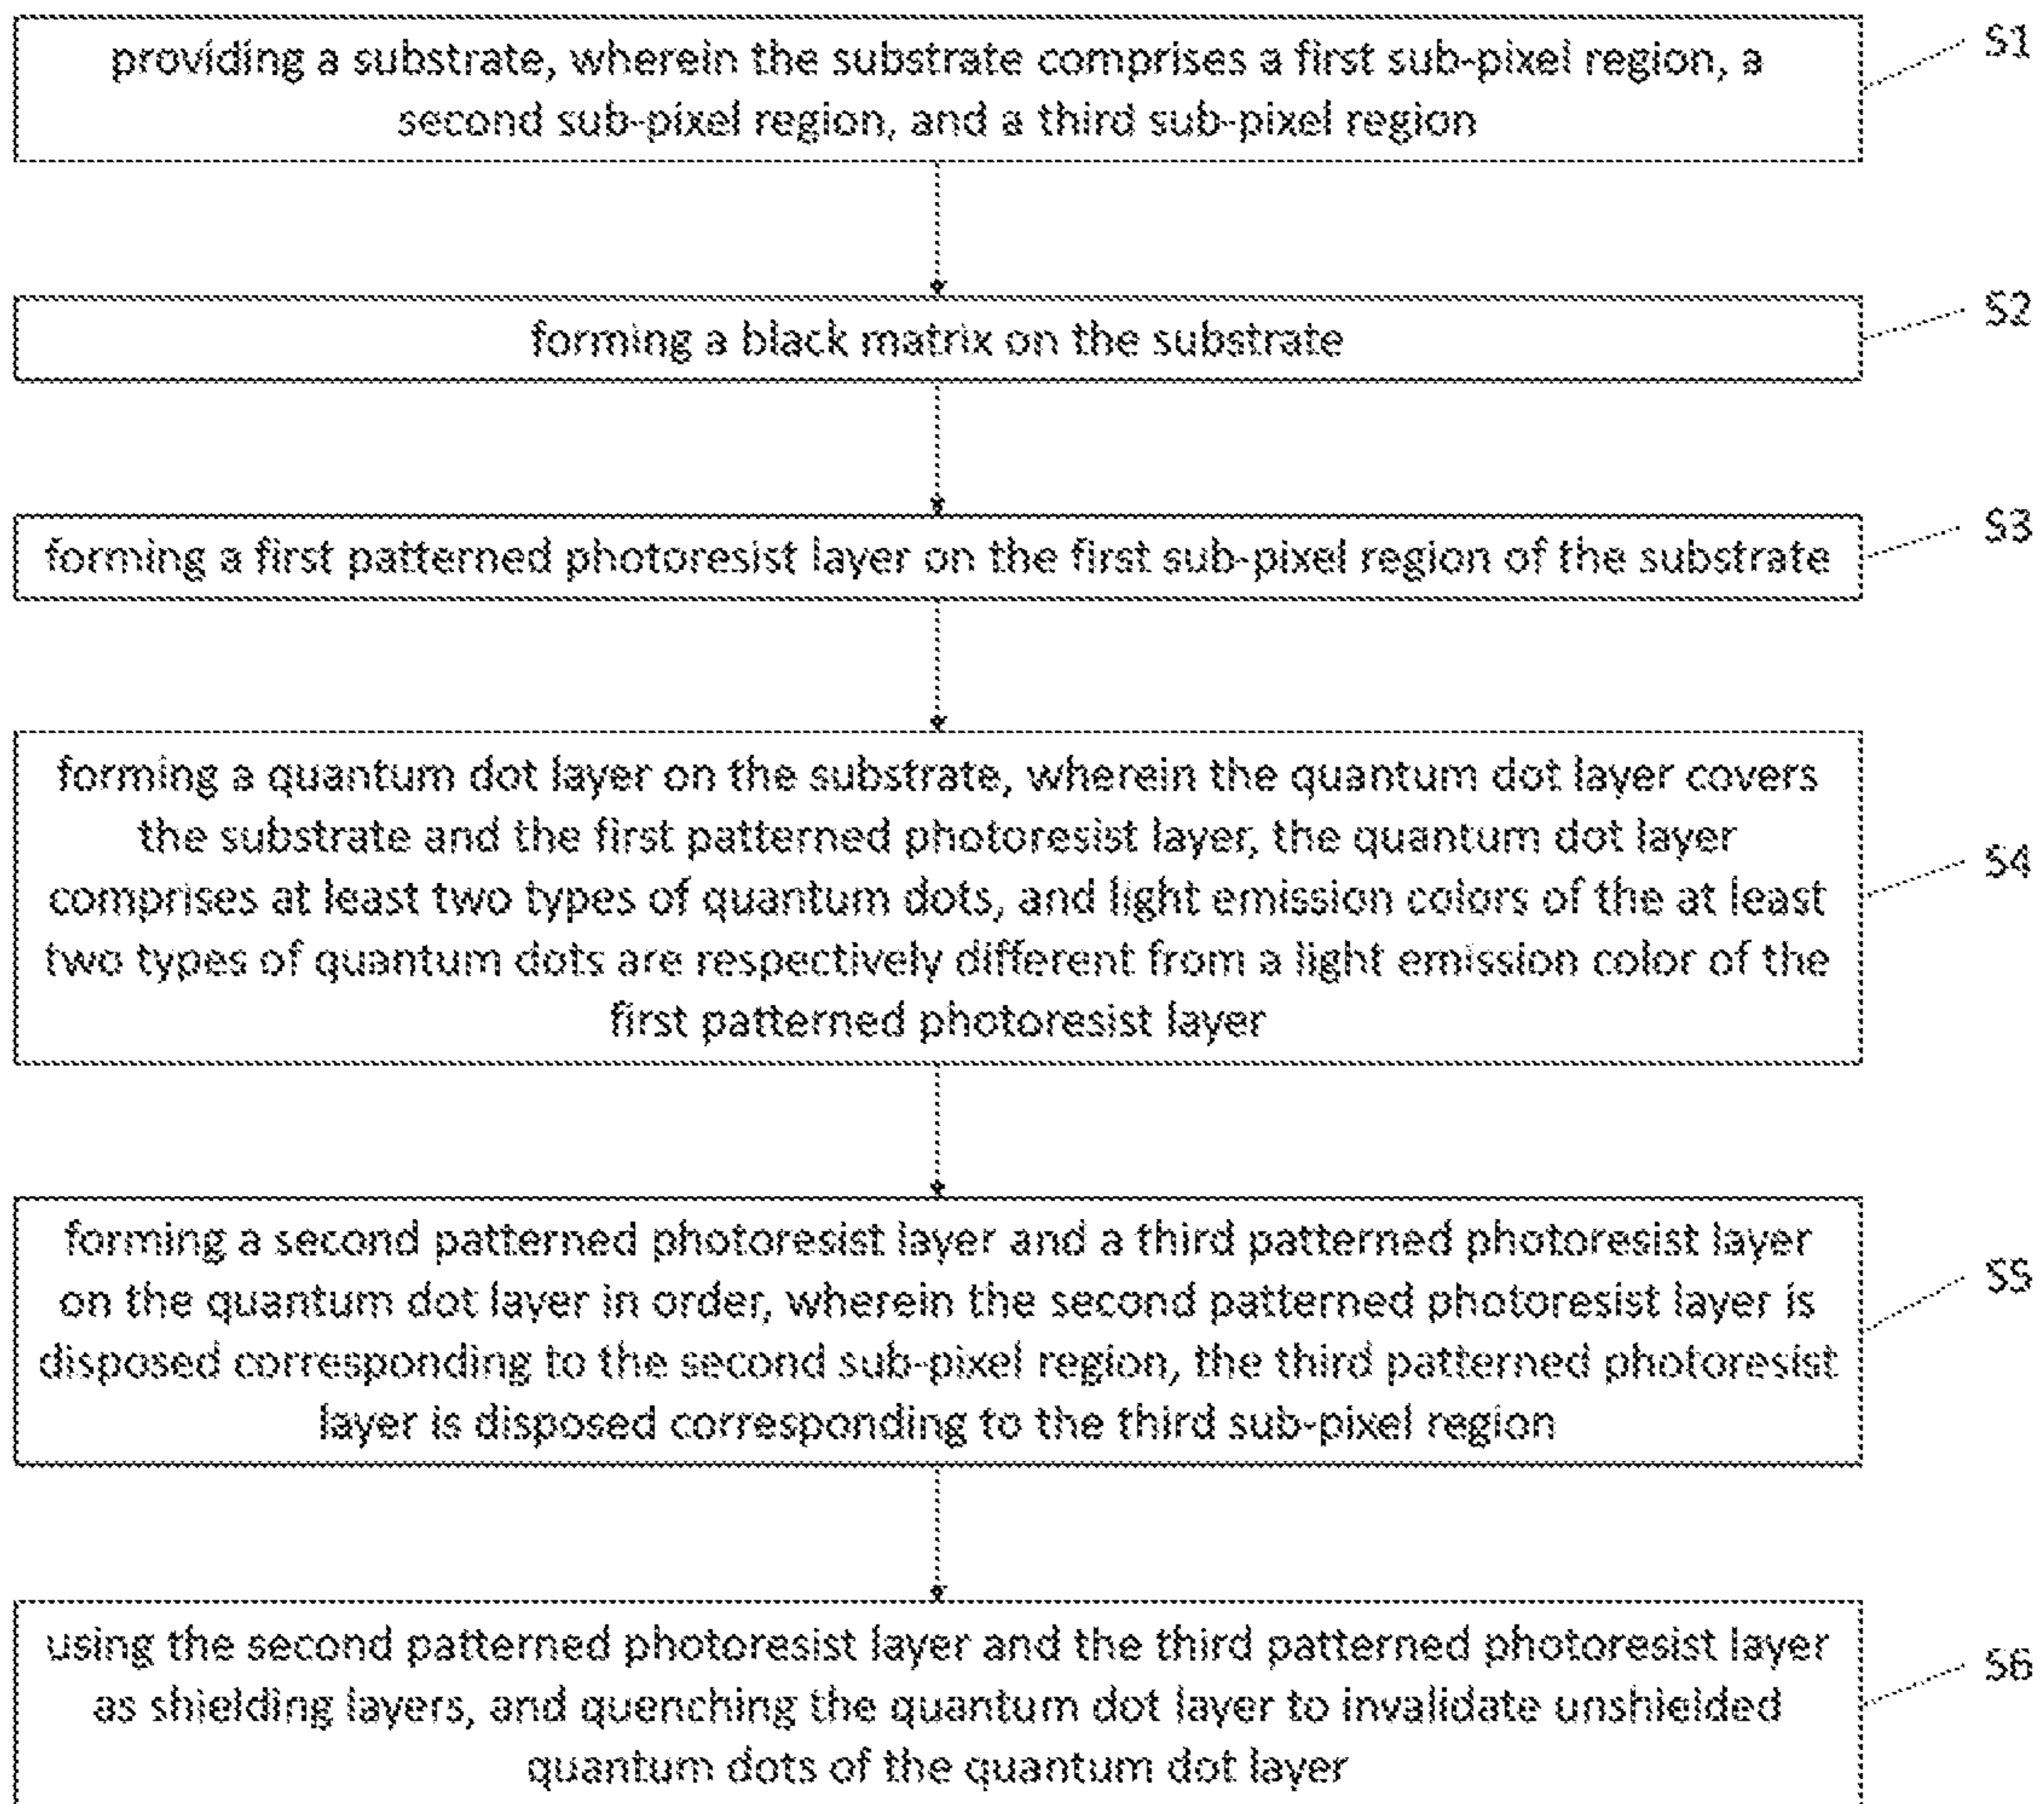 providing a substrate, wherein the substrate comprises a first sub-pixel region, a
second sub-pixel region, and a third sub-pixel region
S1
forming a black matrix on the substrate
S2
forming a first patterned photoresist layer on the first sub-pixel region of the substrate
S3
forming a quantum dot layer on the substrate, wherein the quantum dot layer covers
the substrate and the first patterned photoresist layer, the quantum dot layer
comprises at least two types of quantum dots, and light emission colors of the at least
two types of quantum dots are respectively different from a light emission color of the
first patterned photoresist layer
S4
forming a second patterned photoresist layer and a third patterned photoresist layer
on the quantum dot layer in order, wherein the second patterned photoresist layer is
disposed corresponding to the second sub-pixel region, the third patterned photoresist
layer is disposed corresponding to the third sub-pixel region
S5
using the second patterned photoresist layer and the third patterned photoresist layer
as shielding layers, and quenching the quantum dot layer to invalidate unshielded
quantum dots of the quantum dot layer
S6